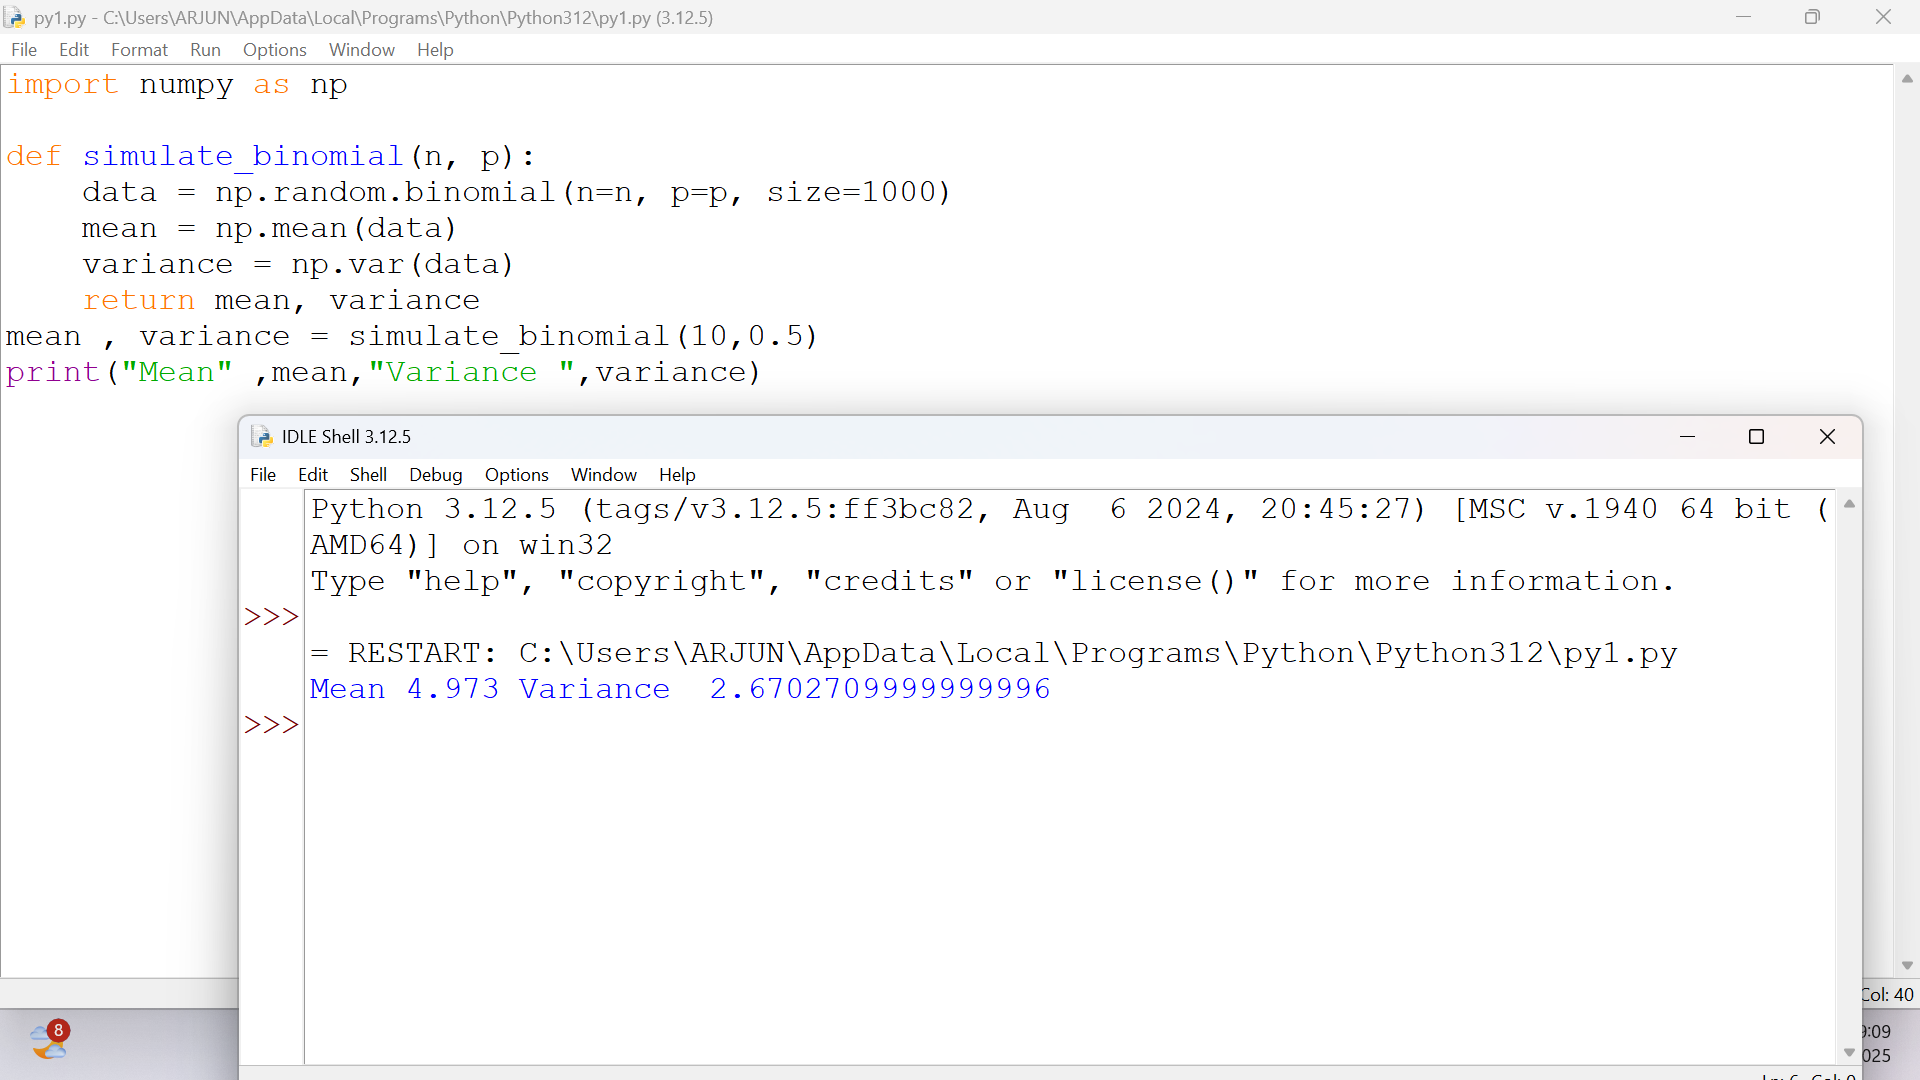 py1.py - C:\Users\ARJUN\AppData\Local\Programs\Python\Python312\py1.py (3.12.5)
File Edit Format Run Options Window Help
import numpy as np
def simulate_binomial(n, p):
    data = np.random.binomial(n=n, p=p, size=1000)
    mean = np.mean(data)
    variance = np.var(data)
    return mean, variance
mean , variance = simulate_binomial(10,0.5)
print("Mean" ,mean,"Variance ",variance)
IDLE Shell 3.12.5
File Edit Shell Debug Options Window Help
Python 3.12.5 (tags/v3.12.5:ff3bc82, Aug  6 2024, 20:45:27) [MSC v.1940 64 bit (
AMD64)] on win32
Type "help", "copyright", "credits" or "license()" for more information.
>>>
= RESTART: C:\Users\ARJUN\AppData\Local\Programs\Python\Python312\py1.py
Mean 4.973 Variance  2.6702709999999996
>>>
Col: 40
8
:09
025